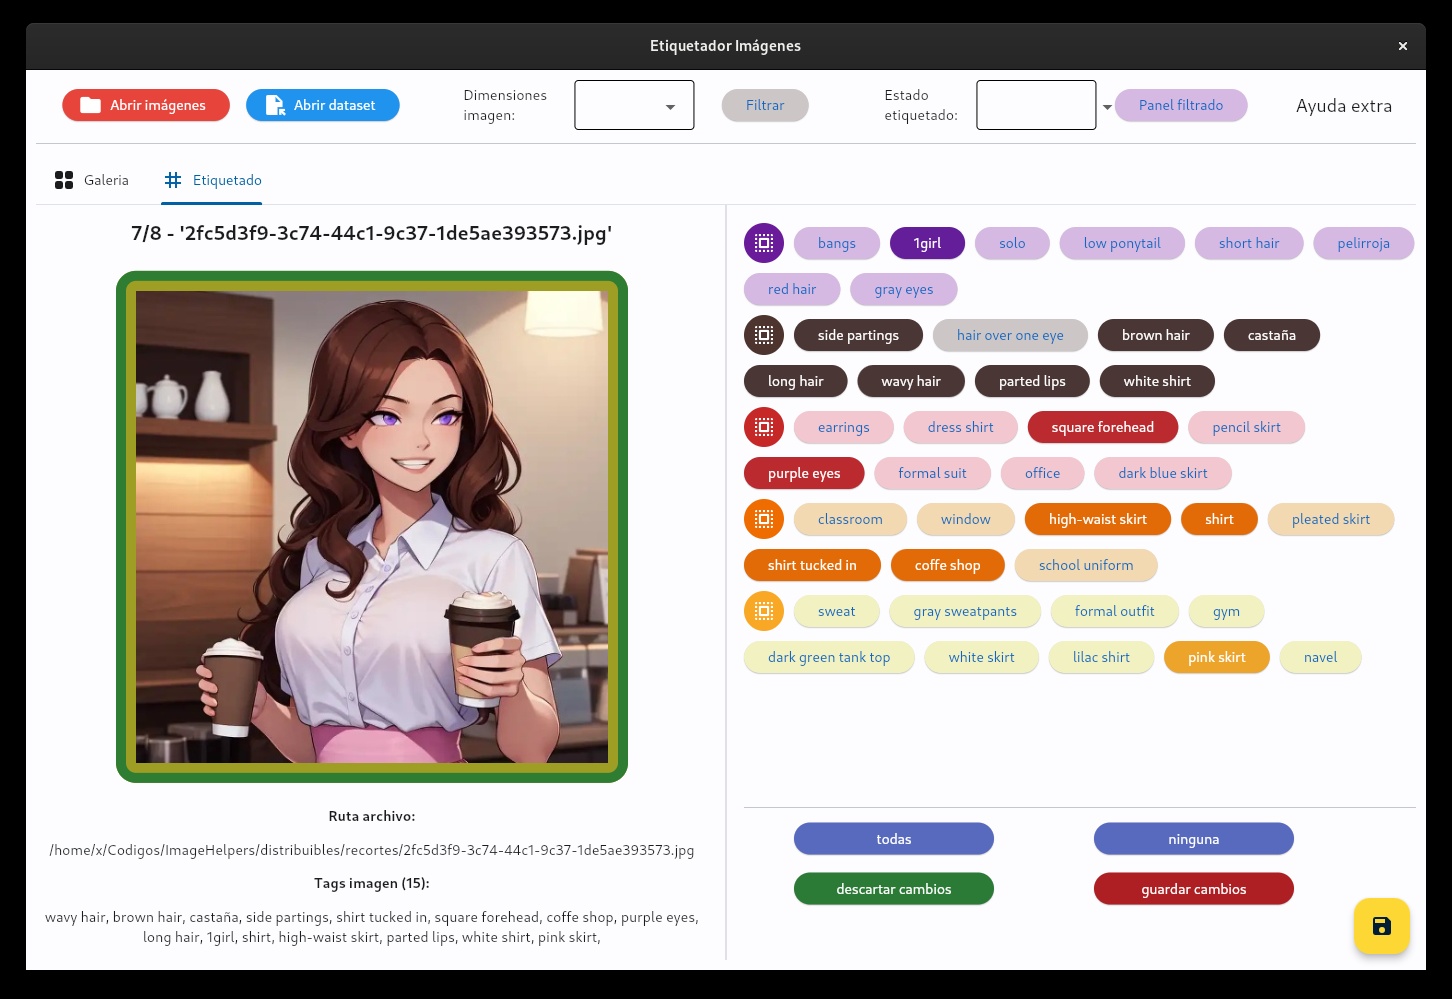 Etiquetador Imágenes
Abrir imágenes
Abrir dataset
Dimensiones
imagen:
Filtrar
Estado
etiquetado:
Panel filtrado
Ayuda extra
Galeria
Etiquetado
7/8 - '2fc5d3f9-3c74-44c1-9c37-1de5ae393573.jpg'
Ruta archivo:
/home/x/Codigos/ImageHelpers/distribuibles/recortes/2fc5d3f9-3c74-44c1-9c37-1de5ae393573.jpg
Tags imagen (15):
wavy hair, brown hair, castaña, side partings, shirt tucked in, square forehead, coffe shop, purple eyes,
long hair, 1girl, shirt, high-waist skirt, parted lips, white shirt, pink skirt,
bangs 1girl solo low ponytail short hair pelirroja
red hair gray eyes
side partings hair over one eye brown hair castaña
long hair wavy hair parted lips white shirt
earrings dress shirt square forehead pencil skirt
purple eyes formal suit office dark blue skirt
classroom window high-waist skirt shirt pleated skirt
shirt tucked in coffe shop school uniform
sweat gray sweatpants formal outfit gym
dark green tank top white skirt lilac shirt pink skirt navel
todas ninguna
descartar cambios guardar cambios